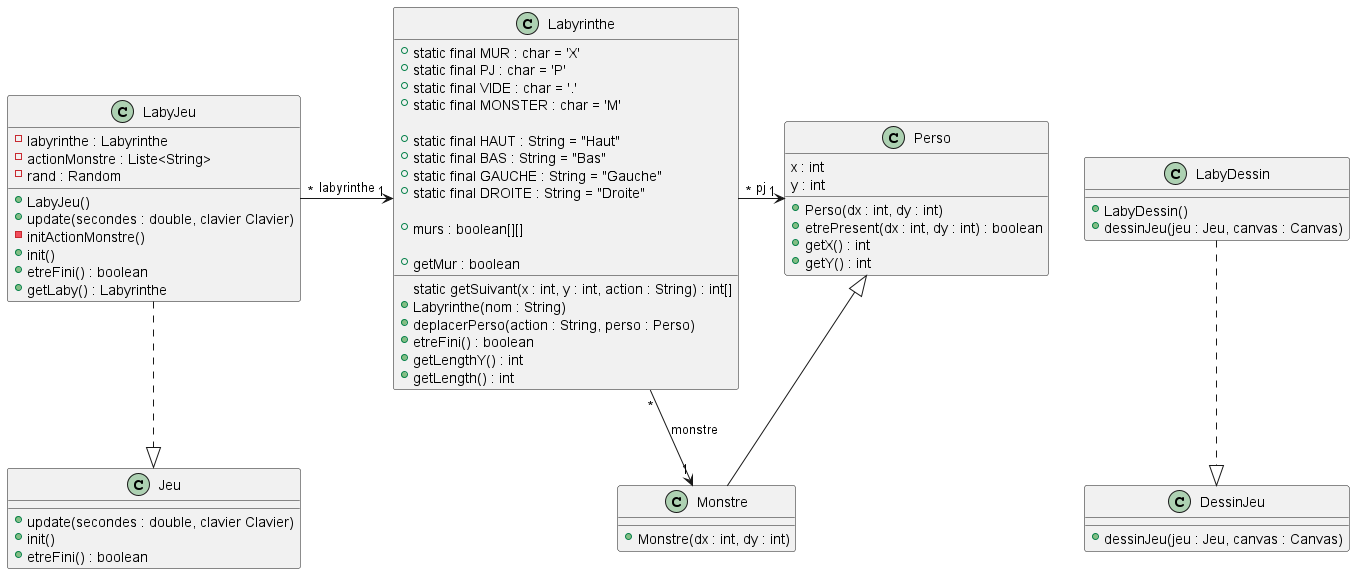 C LabyJeu
labyrinthe : Labyrinthe
actionMonstre : Liste<String>
rand : Random
LabyJeu()
update(secondes : double, clavier Clavier)
initActionMonstre()
init()
etreFini() : boolean
getLaby() : Labyrinthe
* labyrinthe 1
C Labyrinthe
static final MUR : char = 'X'
static final PJ : char = 'P'
static final VIDE : char = '.'
static final MONSTER : char = 'M'
static final HAUT : String = "Haut"
static final BAS : String = "Bas"
static final GAUCHE : String = "Gauche"
static final DROITE : String = "Droite"
murs : boolean[][]
getMur : boolean
static getSuivant(x : int, y : int, action : String) : int[]
Labyrinthe(nom : String)
deplacerPerso(action : String, perso : Perso)
etreFini() : boolean
getLengthY() : int
getLength() : int
* pj 1
C Perso
x : int
y : int
Perso(dx : int, dy : int)
etrePresent(dx : int, dy : int) : boolean
getX() : int
getY() : int
C LabyDessin
LabyDessin()
dessinJeu(jeu : Jeu, canvas : Canvas)
*
monstre
1
C Jeu
update(secondes : double, clavier Clavier)
init()
etreFini() : boolean
C Monstre
Monstre(dx : int, dy : int)
C DessinJeu
dessinJeu(jeu : Jeu, canvas : Canvas)